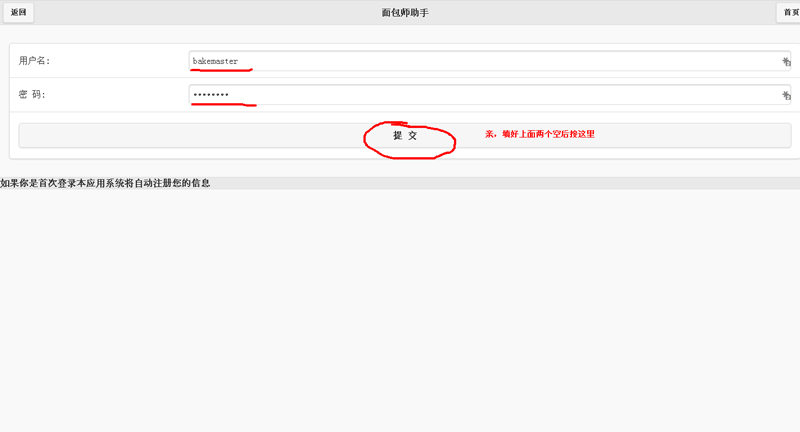 返回
面包师助手
首页
用户名:
bakemaster
密 码:
••••••••
提 交
亲，填好上面两个空后按这里
如果你是首次登录本应用系统将自动注册您的信息